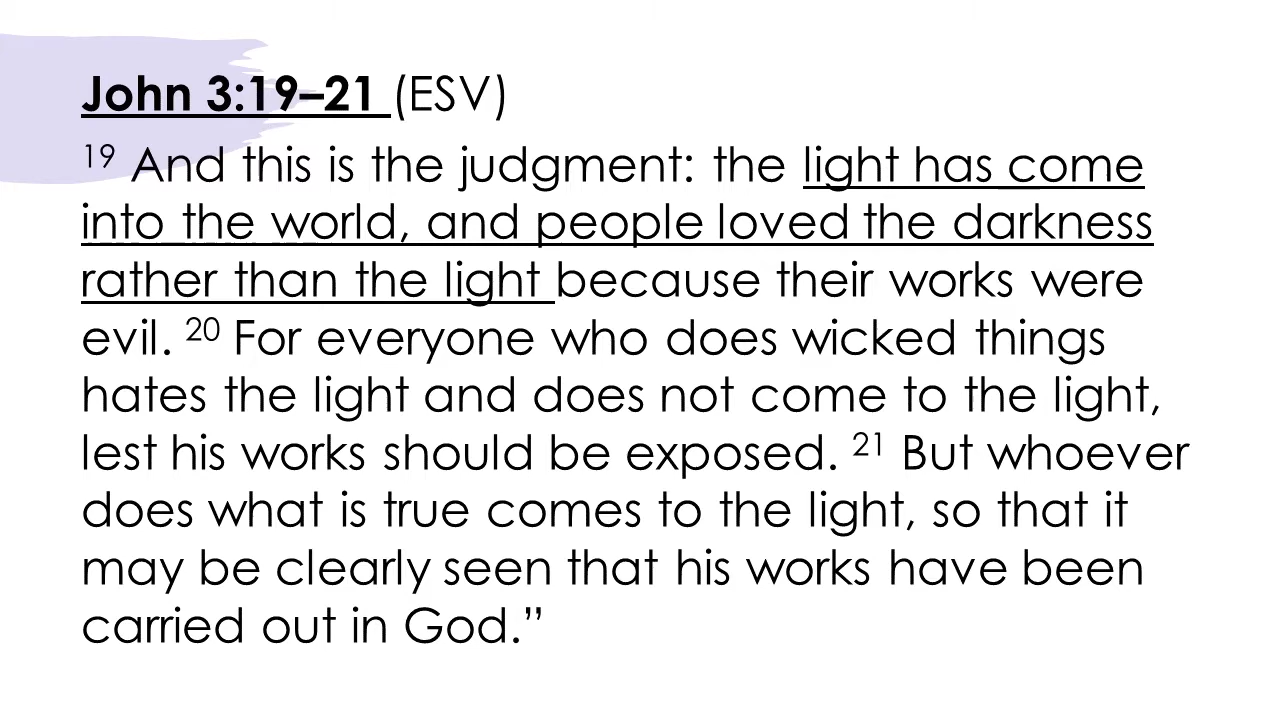 John 3:19–21 (ESV)
19 And this is the judgment: the light has come
into the world, and people loved the darkness
rather than the light because their works were
evil. 20 For everyone who does wicked things
hates the light and does not come to the light,
lest his works should be exposed. 21 But whoever
does what is true comes to the light, so that it
may be clearly seen that his works have been
carried out in God.”